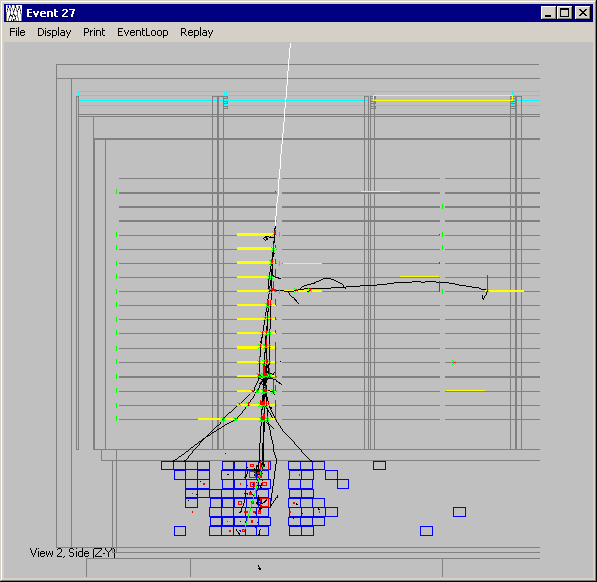 Event 27
File Display Print EventLoop Replay
View 2, Side (Z-Y)